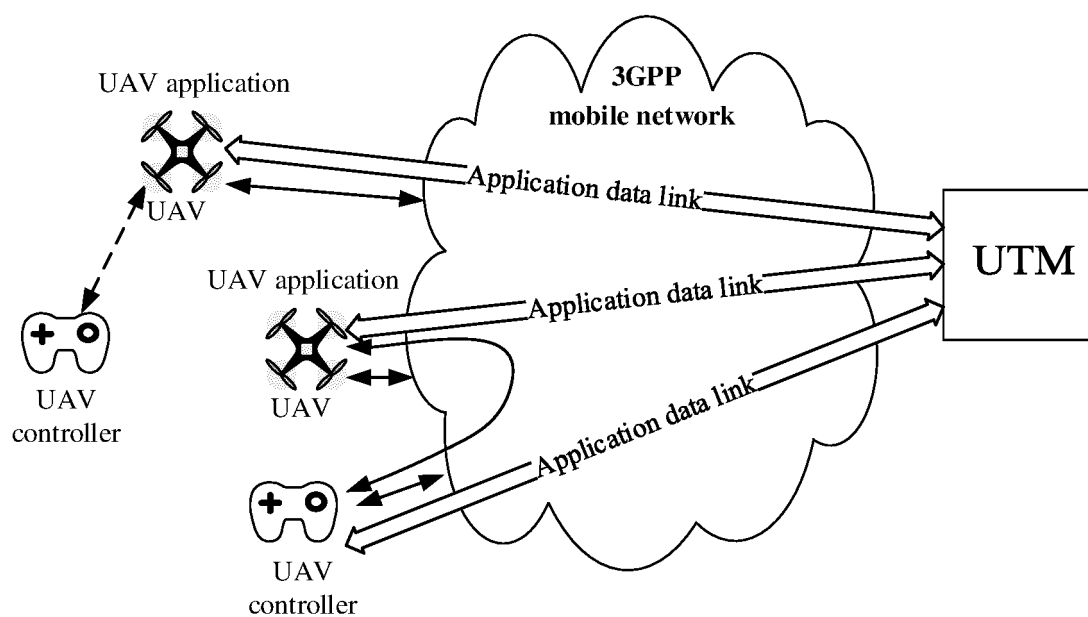 3GPP
mobile network
UAV application
UAV
Application data link
UTM
UAV application
UAV
Application data link
UAV
controller
Application data link
UAV
controller